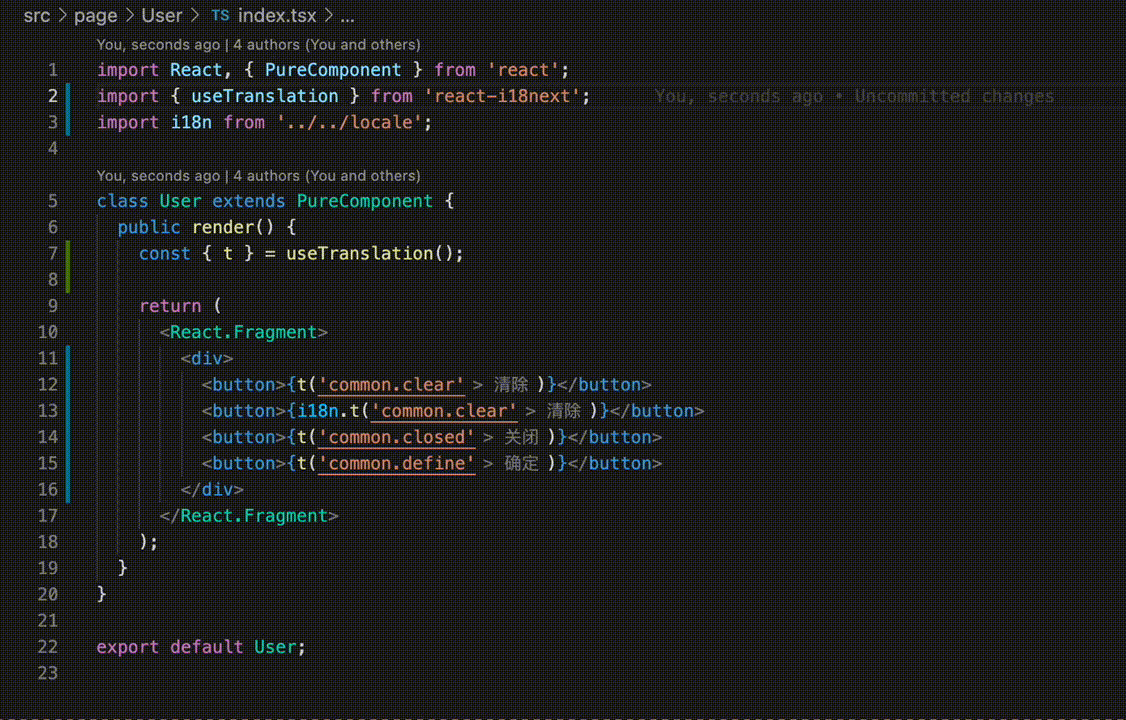 src > page > User > TS index.tsx > ...
You, seconds ago | 4 authors (You and others)
1 import React, { PureComponent } from 'react';
2 import { useTranslation } from 'react-i18next'; You, seconds ago • Uncommitted changes
3 import i18n from '../../locale';
4
You, seconds ago | 4 authors (You and others)
5 class User extends PureComponent {
6 public render() {
7 const { t } = useTranslation();
8
9 return (
10 <React.Fragment>
11 <div>
12 <button>{t('common.clear' > 清除 )}</button>
13 <button>{i18n.t('common.clear' > 清除 )}</button>
14 <button>{t('common.closed' > 关闭 )}</button>
15 <button>{t('common.define' > 确定 )}</button>
16 </div>
17 </React.Fragment>
18 );
19 }
20 }
21
22 export default User;
23